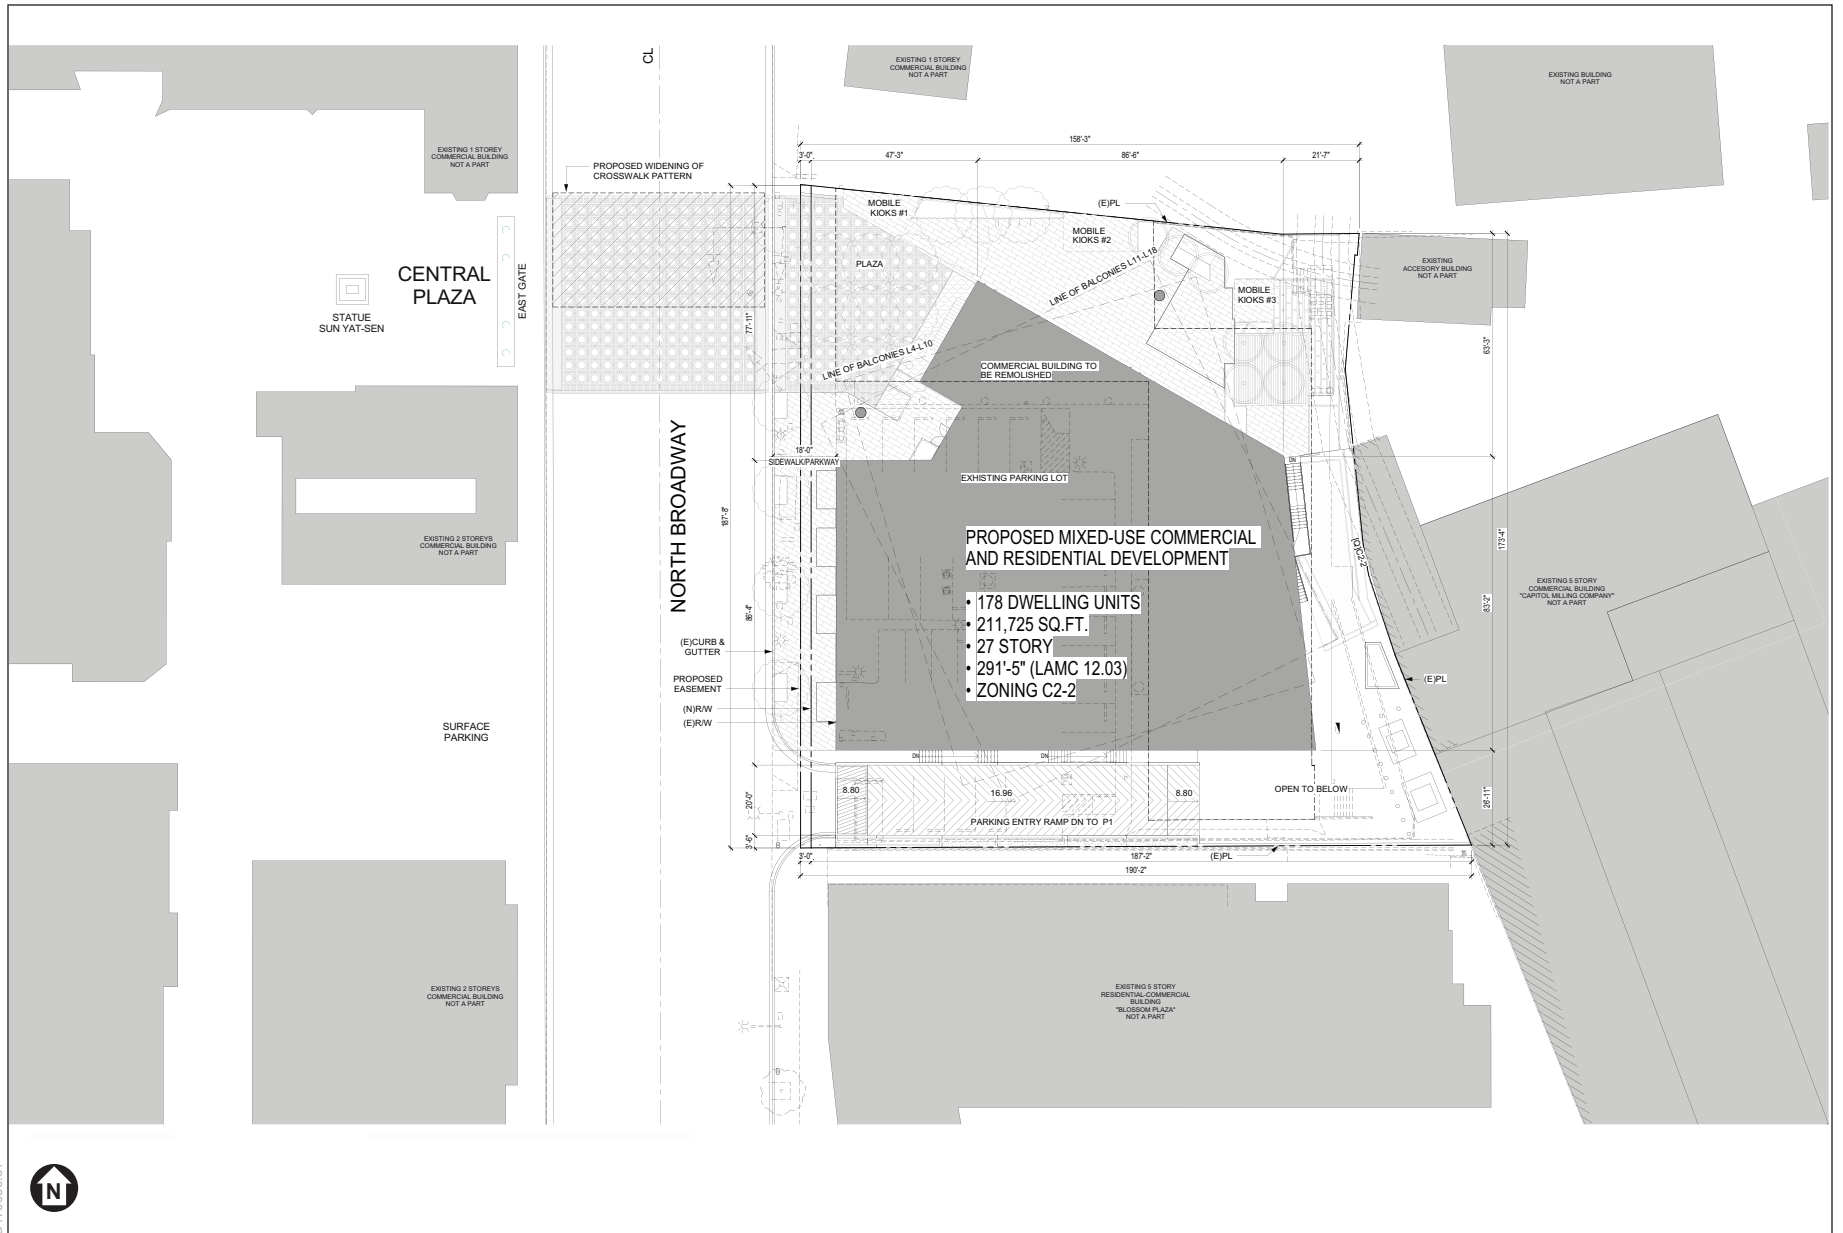 CL
EXISTING 1 STOREY
COMMERCIAL BUILDING
NOT A PART
EXISTING BUILDING
NOT A PART
EXISTING 1 STOREY
COMMERCIAL BUILDING
NOT A PART
PROPOSED WIDENING OF
CROSSWALK PATTERN
158'-3"
3'-0"
47'-3"
86'-6"
21'-7"
MOBILE
KIOKS #1
(E)PL
MOBILE
KIOKS #2
PLAZA
LINE OF BALCONIES L11-L18
MOBILE
KIOKS #3
EXISTING
ACCESORY BUILDING
NOT A PART
CENTRAL
PLAZA
EAST GATE
STATUE
SUN YAT-SEN
77'-11"
63'-3"
LINE OF BALCONIES L4-L10
COMMERCIAL BUILDING TO
BE REMOLISHED
NORTH BROADWAY
18'-0"
SIDEWALK/PARKWAY
DN
EXHISTING PARKING LOT
187'-8"
173'-4"
[Q]C2-2
PROPOSED MIXED-USE COMMERCIAL
AND RESIDENTIAL DEVELOPMENT
• 178 DWELLING UNITS
• 211,725 SQ.FT.
• 27 STORY
• 291'-5" (LAMC 12.03)
• ZONING C2-2
EXISTING 2 STOREYS
COMMERCIAL BUILDING
NOT A PART
EXISTING 5 STORY
COMMERCIAL BUILDING
"CAPITOL MILLING COMPANY"
NOT A PART
86'-4"
83'-2"
(E)CURB &
GUTTER
PROPOSED
EASEMENT
(N)R/W
(E)R/W
(E)PL
SURFACE
PARKING
DN
DN
8.80
16.96
8.80
OPEN TO BELOW
20'-0"
26'-11"
PARKING ENTRY RAMP DN TO P1
3'-6"
3'-0"
187'-2"
(E)PL
190'-2"
EXISTING 2 STOREYS
COMMERCIAL BUILDING
NOT A PART
EXISTING 5 STORY
RESIDENTIAL-COMMERCIAL
BUILDING
"BLOSSOM PLAZA"
NOT A PART
N